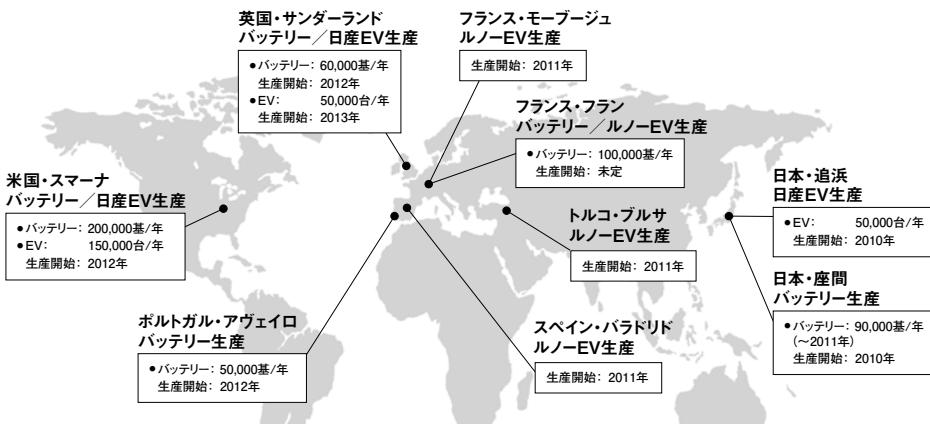 英国・サンダーランド
バッテリー／日産EV生産
●バッテリー： 60,000基/年
生産開始： 2012年
●EV： 50,000台/年
生産開始： 2013年
フランス・モーブージュ
ルノーEV生産
生産開始： 2011年
フランス・フラン
バッテリー／ルノーEV生産
●バッテリー： 100,000基/年
生産開始： 未定
米国・スマーナ
バッテリー／日産EV生産
●バッテリー： 200,000基/年
●EV： 150,000台/年
生産開始： 2012年
日本・追浜
日産EV生産
●EV： 50,000台/年
生産開始： 2010年
トルコ・ブルサ
ルノーEV生産
生産開始： 2011年
日本・座間
バッテリー生産
●バッテリー： 90,000基/年
(～2011年)
生産開始： 2010年
ポルトガル・アヴェイロ
バッテリー生産
●バッテリー： 50,000基/年
生産開始： 2012年
スペイン・バラドリド
ルノーEV生産
生産開始： 2011年